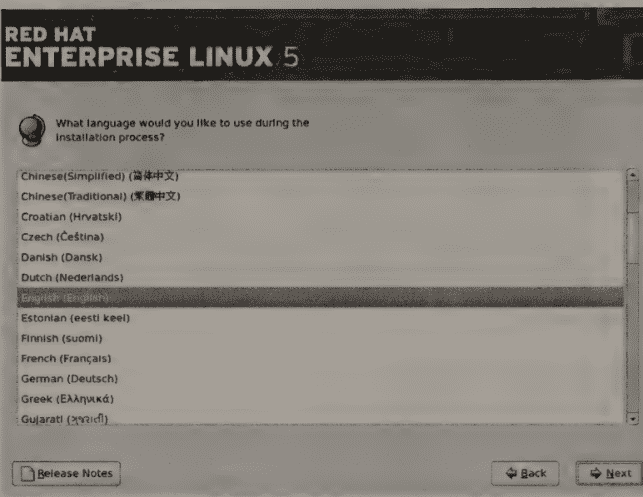 RED HAT
ENTERPRISE LINUX 5
What language would you like to use during the
installation process?
Chinese(Simplified) (简体中文)
Chinese(Traditional) (繁體中文)
Croatian (Hrvatski)
Czech (Čeština)
Danish (Dansk)
Dutch (Nederlands)
English (English)
Estonian (eesti keel)
Finnish (suomi)
French (Français)
German (Deutsch)
Greek (Ελληνικά)
Gujarati (ગુજરાતી)
Release Notes
Back
Next